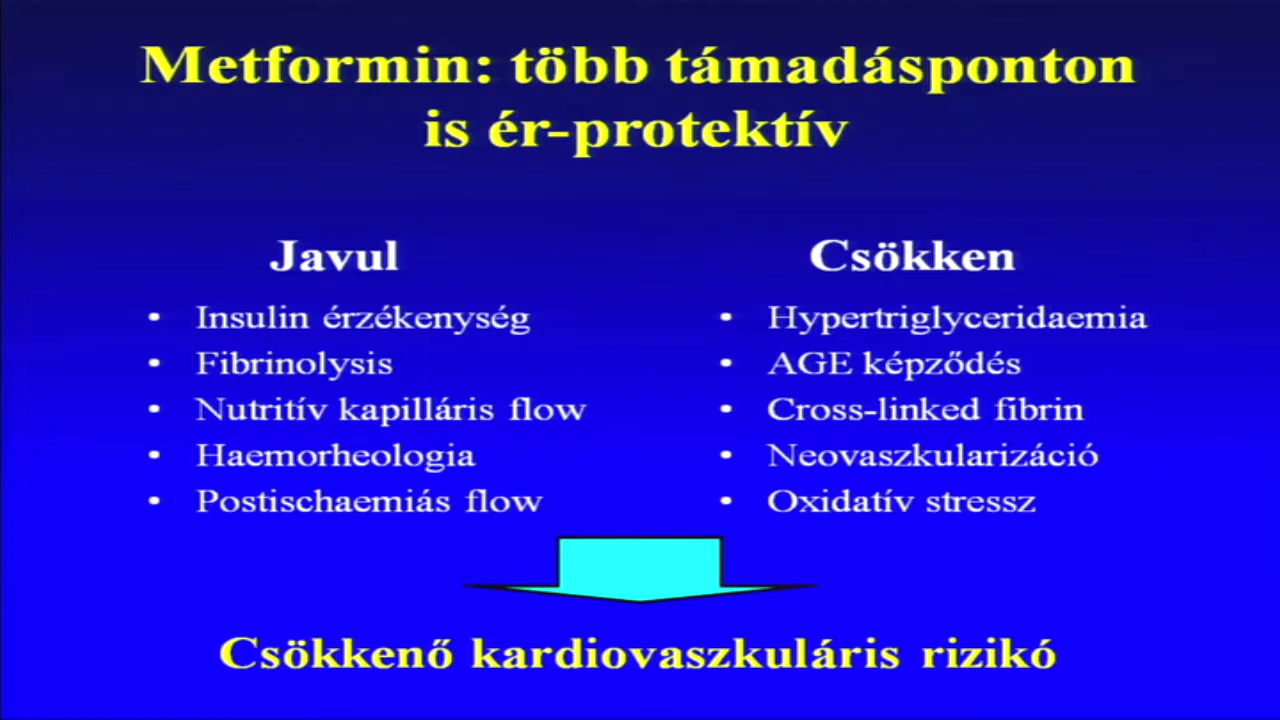 Metformin: több támadásponton
is ér-protektív
Javul
• Insulin érzékenység
• Fibrinolysis
• Nutritív kapilláris flow
• Haemorheologia
• Postischaemiás flow
Csökken
• Hypertriglyceridaemia
• AGE képződés
• Cross-linked fibrin
• Neovaszkularizáció
• Oxidatív stressz
Csökkenő kardiovaszkuláris rizikó